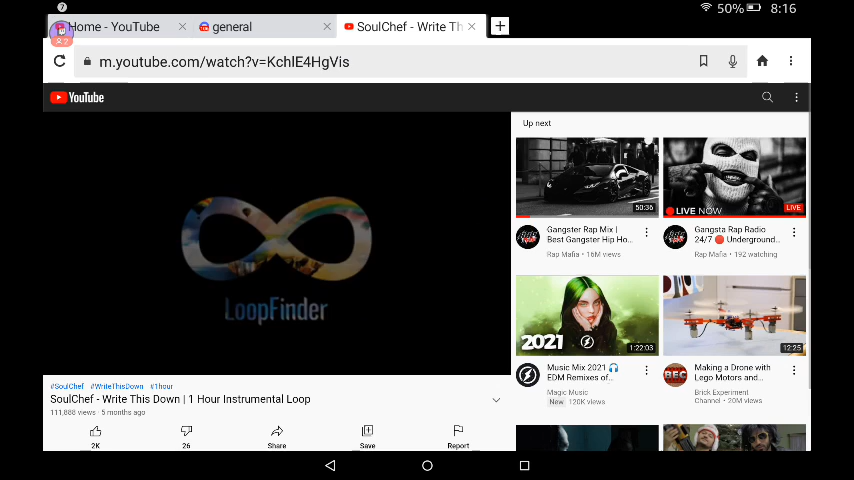 7
50% 8:16
Home - YouTube
general
SoulChef - Write Th
2
m.youtube.com/watch?v=KchlE4HgVis
YouTube
Up next
50:36
LIVE NOW
LIVE
Gangster Rap Mix |
Best Gangster Hip Ho...
Rap Mafia • 16M views
Gangsta Rap Radio
24/7 🔴 Underground...
Rap Mafia • 192 watching
LoopFinder
2021
1:22:03
12:25
Music Mix 2021 🎧
EDM Remixes of...
Magic Music
New 120K views
BEC
Making a Drone with
Lego Motors and...
Brick Experiment
Channel • 20M views
#SoulChef #WriteThisDown #1hour
SoulChef - Write This Down | 1 Hour Instrumental Loop
111,888 views · 5 months ago
2K
26
Share
Save
Report